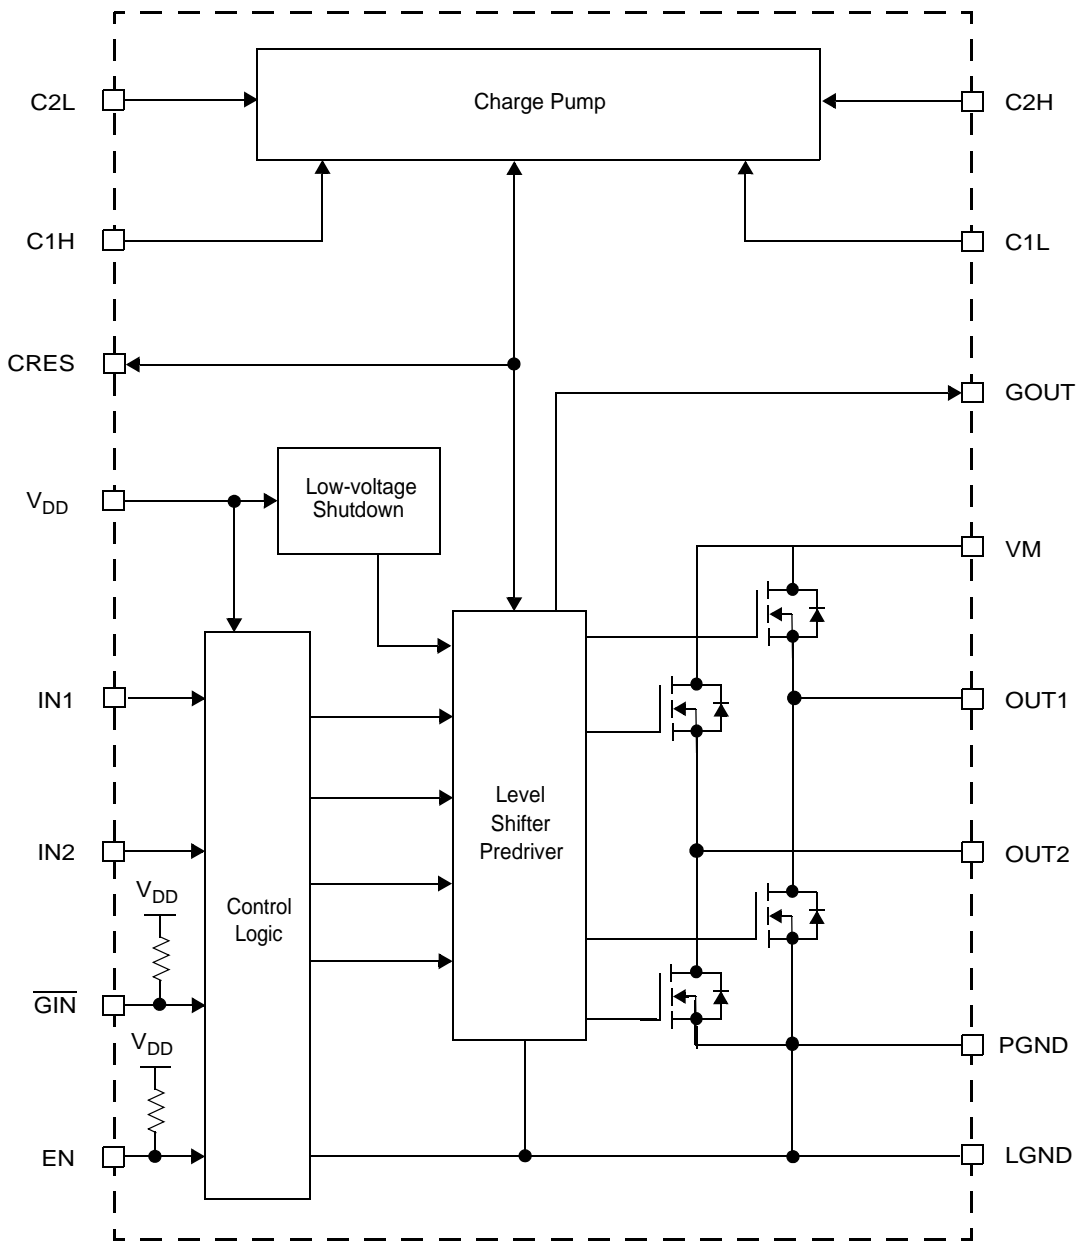 C2L
Charge Pump
C2H
C1H
C1L
CRES
GOUT
VDD
Low-voltage
Shutdown
VM
IN1
OUT1
Level
Shifter
Predriver
IN2
OUT2
VDD
Control
Logic
GIN
VDD
PGND
EN
LGND